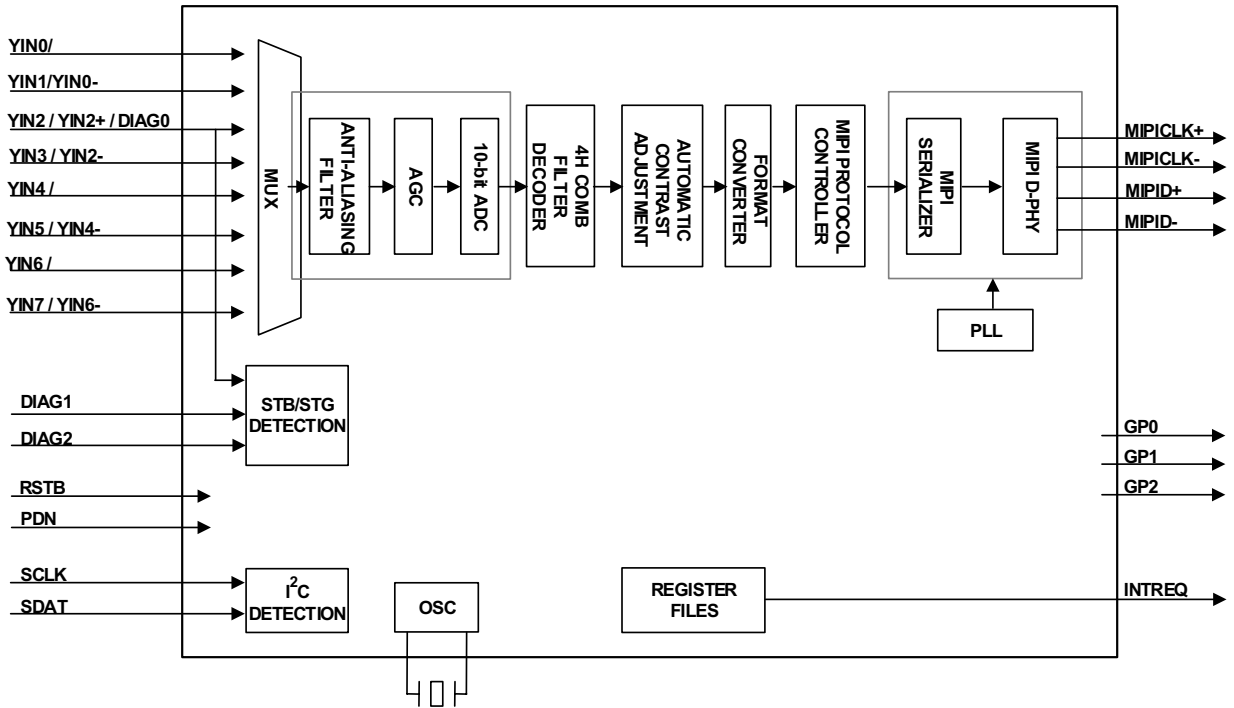 YIN0/
YIN1/YIN0-
YIN2 / YIN2+ / DIAG0
YIN3 / YIN2-
YIN4 /
YIN5 / YIN4-
YIN6 /
YIN7 / YIN6-
MUX
ANTI-ALIASING
FILTER
AGC
10-bit ADC
4H COMB
FILTER
DECODER
AUTOMATIC
CONTRAST
ADJUSTMENT
FORMAT
CONVERTER
MIPI PROTOCOL
CONTROLLER
MIPI
SERIALIZER
MIPI D-PHY
MIPICLK+
MIPICLK-
MIPID+
MIPID-
PLL
DIAG1
DIAG2
STB/STG
DETECTION
GP0
GP1
GP2
RSTB
PDN
SCLK
SDAT
I²C
DETECTION
OSC
REGISTER
FILES
INTREQ